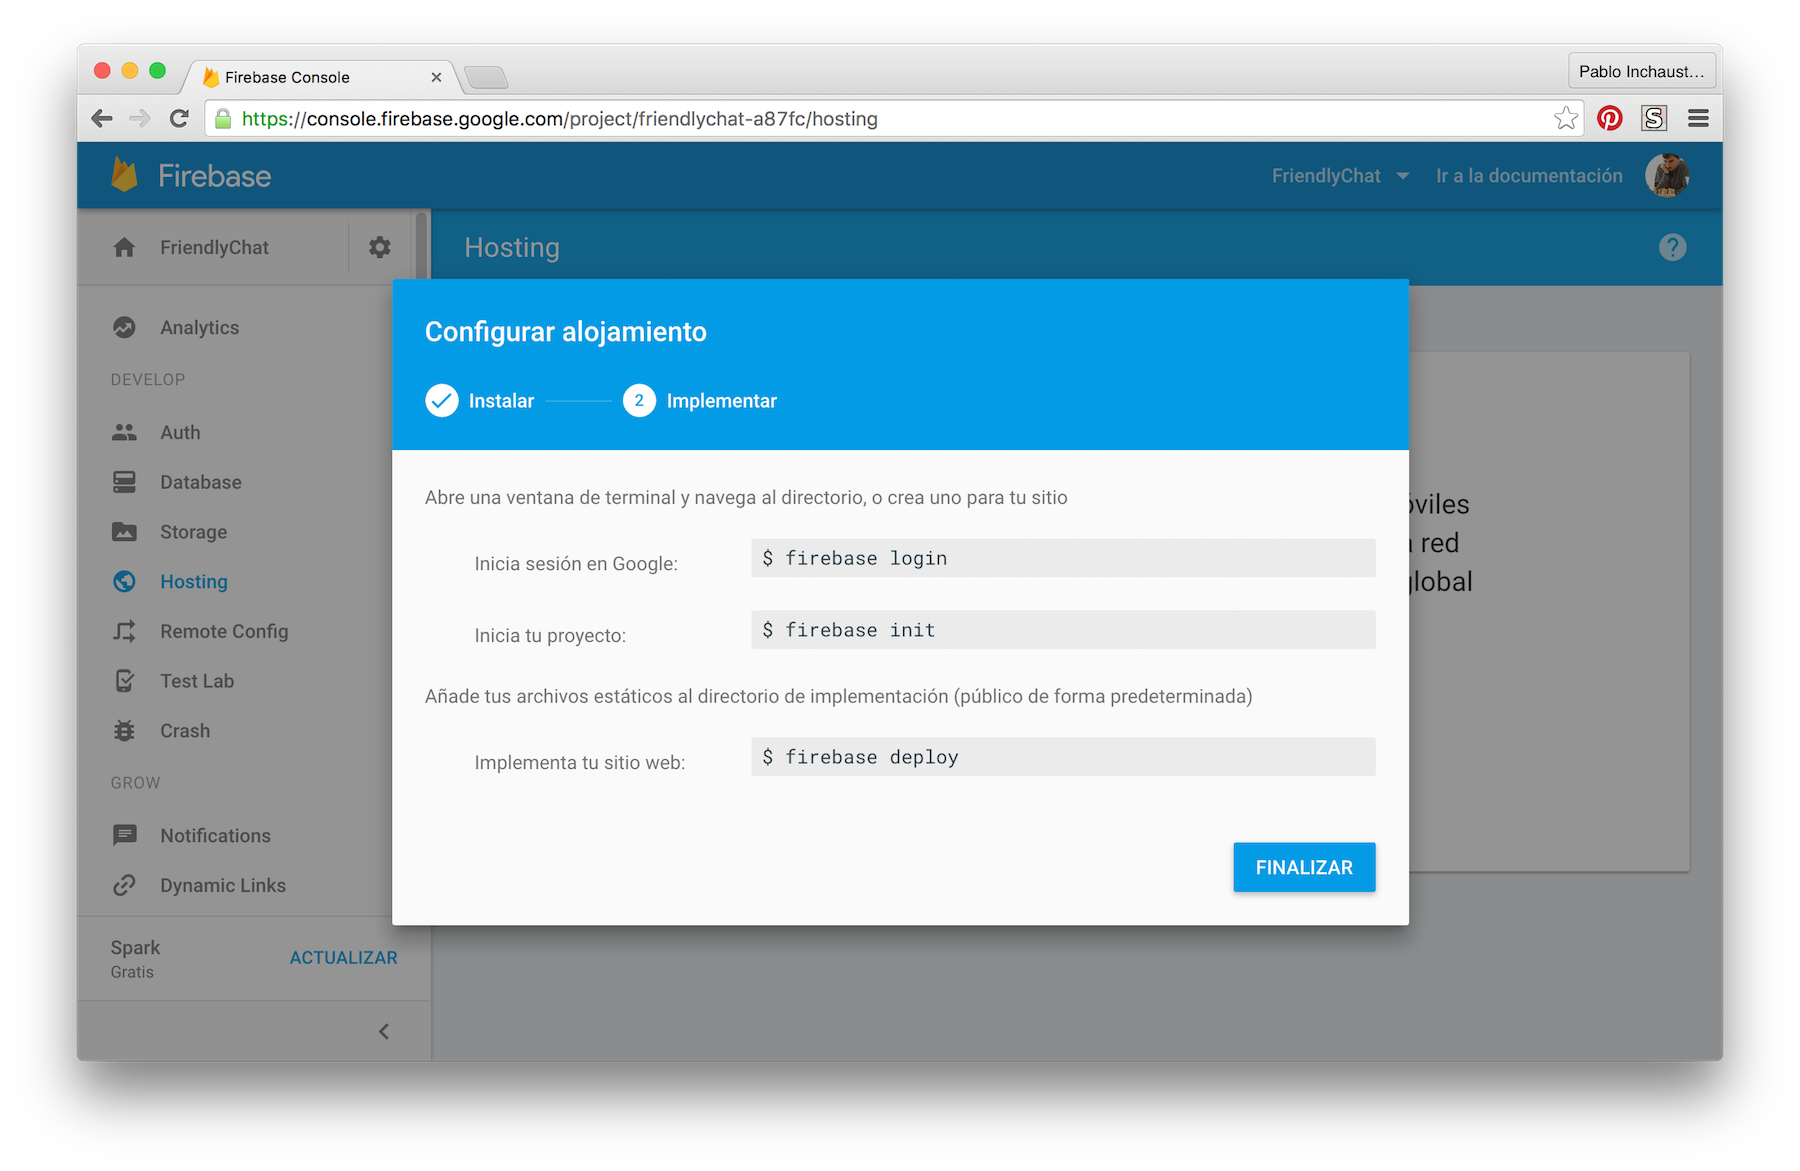 Firebase Console
Pablo Inchaust...
https://console.firebase.google.com/project/friendlychat-a87fc/hosting
Firebase
FriendlyChat
Ir a la documentación
FriendlyChat
Hosting
Analytics
DEVELOP
Auth
Database
Storage
Hosting
Remote Config
Test Lab
Crash
GROW
Notifications
Dynamic Links
Spark
Gratis
ACTUALIZAR
Configurar alojamiento
Instalar
2 Implementar
Abre una ventana de terminal y navega al directorio, o crea uno para tu sitio
Inicia sesión en Google:
$ firebase login
Inicia tu proyecto:
$ firebase init
Añade tus archivos estáticos al directorio de implementación (público de forma predeterminada)
Implementa tu sitio web:
$ firebase deploy
FINALIZAR
red